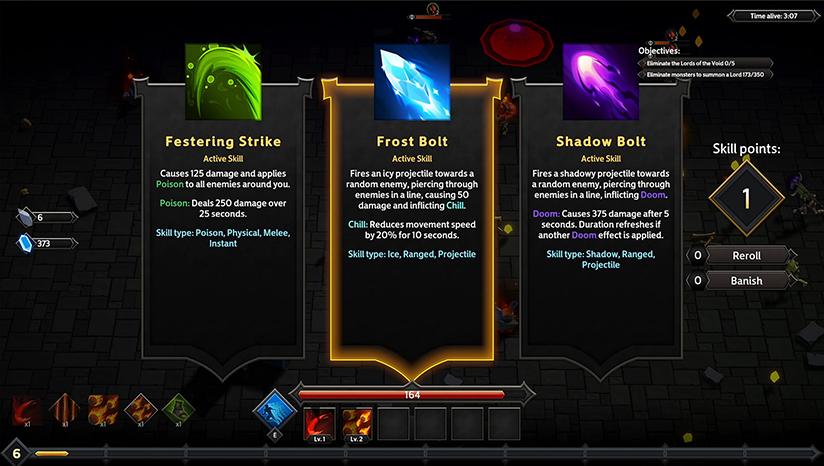 Time alive: 3:07
Objectives:
Eliminate the Lords of the Void 0/5
Eliminate monsters to summon a Lord 173/350
Festering Strike
Active Skill
Causes 125 damage and applies
Poison to all enemies around you.
Poison: Deals 250 damage over
25 seconds.
Skill type: Poison, Physical, Melee,
Instant
Frost Bolt
Active Skill
Fires an icy projectile towards a
random enemy, piercing through
enemies in a line, causing 50
damage and inflicting Chill.
Chill: Reduces movement speed
by 20% for 10 seconds.
Skill type: Ice, Ranged, Projectile
Shadow Bolt
Active Skill
Fires a shadowy projectile towards
a random enemy, piercing through
enemies in a line, inflicting Doom.
Doom: Causes 375 damage after 5
seconds. Duration refreshes if
another Doom effect is applied.
Skill type: Shadow, Ranged,
Projectile
Skill points:
1
0 Reroll
0 Banish
6
373
164
x1 x1 x1 x1 x1
E
Lv. 1 Lv. 2
6